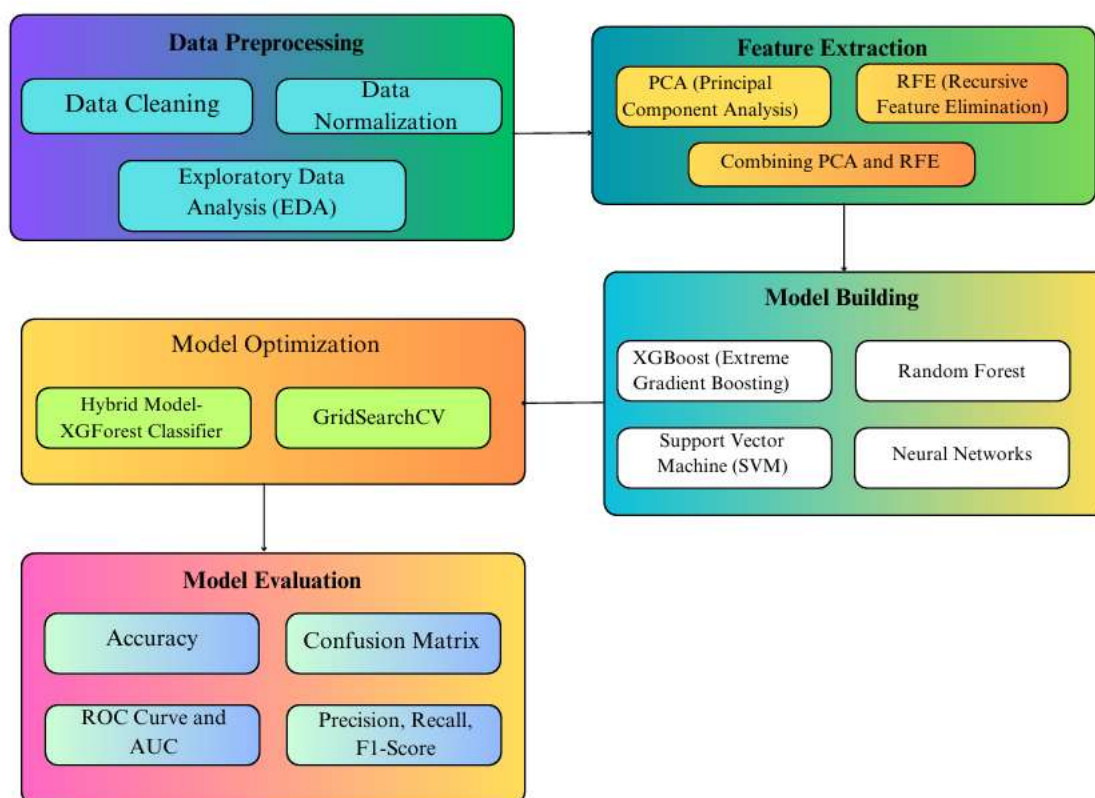 Data Preprocessing
Data Cleaning
Data
Normalization
Exploratory Data
Analysis (EDA)
Feature Extraction
PCA (Principal
Component Analysis)
RFE (Recursive
Feature Elimination)
Combining PCA and RFE
Model Building
XGBoost (Extreme
Gradient Boosting)
Random Forest
Support Vector
Machine (SVM)
Neural Networks
Model Optimization
Hybrid Model-
XGForest Classifier
GridSearchCV
Model Evaluation
Accuracy
Confusion Matrix
ROC Curve and
AUC
Precision, Recall,
F1-Score